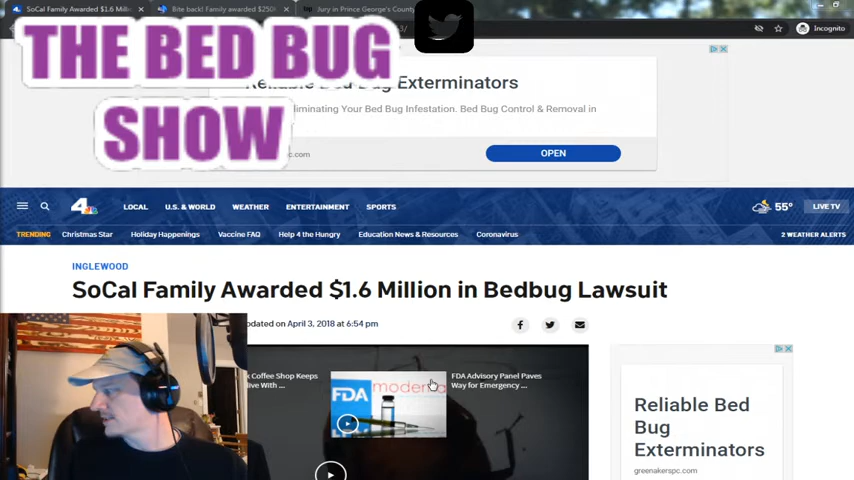 SoCal Family Awarded $1.6 Milli
Bite back! Family awarded $250
Jury in Prince George's County
Incognito
THE BED BUG
SHOW
Bed Bug Exterminators
liminating Your Bed Bug Infestation. Bed Bug Control & Removal in
pc.com
OPEN
4
LOCAL
U.S. & WORLD
WEATHER
ENTERTAINMENT
SPORTS
55°
LIVE TV
TRENDING
Christmas Star
Holiday Happenings
Vaccine FAQ
Help 4 the Hungry
Education News & Resources
Coronavirus
2 WEATHER ALERTS
INGLEWOOD
SoCal Family Awarded $1.6 Million in Bedbug Lawsuit
dated on April 3, 2018 at 6:54 pm
Coffee Shop Keeps
ive With ...
FDA
moderna
FDA Advisory Panel Paves
Way for Emergency ...
Reliable Bed
Bug
Exterminators
greenakerspc.com